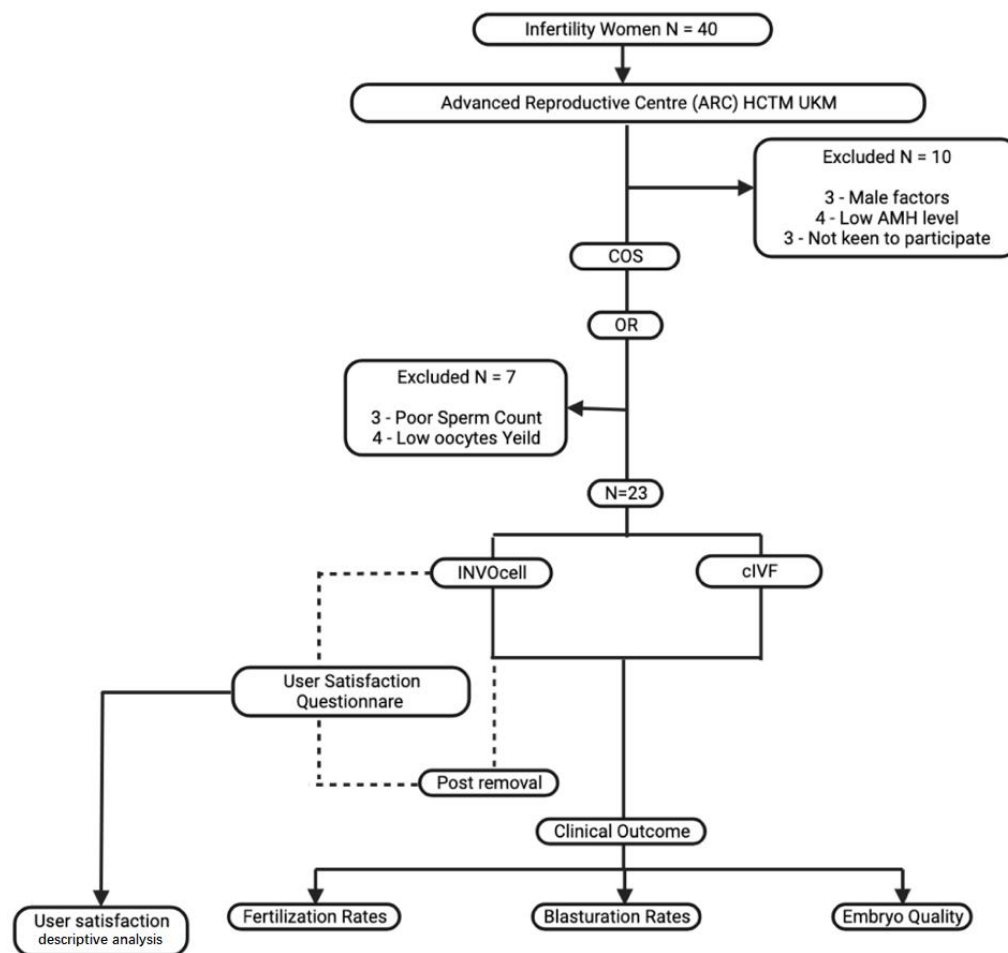 Infertility Women N = 40
Advanced Reproductive Centre (ARC) HCTM UKM
Excluded N = 10
3 - Male factors
4 - Low AMH level
3 - Not keen to participate
COS
OR
Excluded N = 7
3 - Poor Sperm Count
4 - Low oocytes Yeild
N=23
INVOcell
cIVF
User Satisfaction
Questionnare
Post removal
Clinical Outcome
User satisfaction
descriptive analysis
Fertilization Rates
Blasturation Rates
Embryo Quality